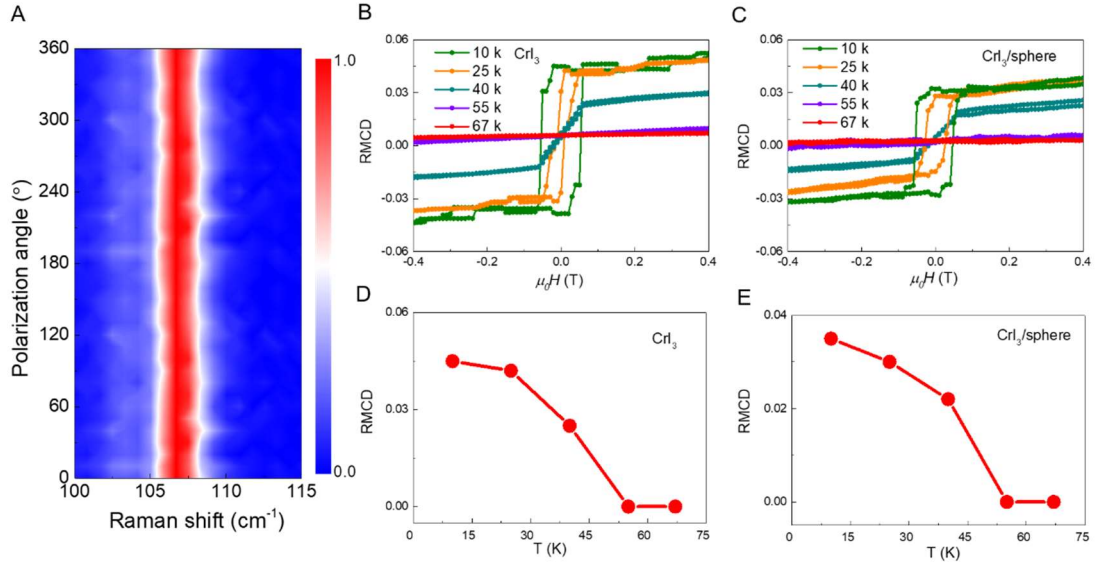 A
360
300
240
180
120
60
0
100
105
110
115
Polarization angle (°)
Raman shift (cm⁻¹)
1.0
0.0
B
0.06
0.03
0.00
-0.03
-0.06
RMCD
10 k
25 k
40 k
55 k
67 k
CrI₃
-0.4
-0.2
0.0
0.2
0.4
μ₀H (T)
C
0.06
0.03
0.00
-0.03
-0.06
RMCD
10 k
25 k
40 k
55 k
67 k
CrI₃/sphere
-0.4
-0.2
0.0
0.2
0.4
μ₀H (T)
D
0.06
0.03
0.00
RMCD
CrI₃
0
15
30
45
60
75
T (K)
E
0.04
0.02
0.00
RMCD
CrI₃/sphere
0
15
30
45
60
75
T (K)